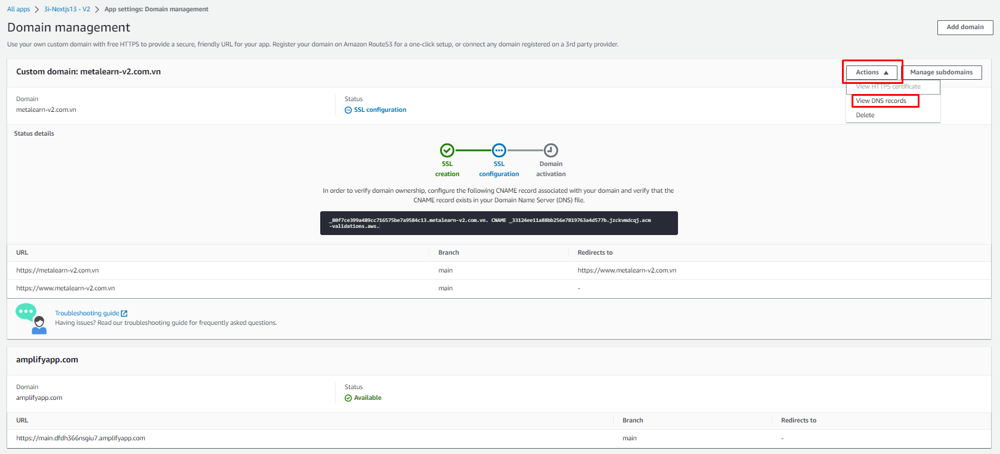 All apps > 3i-Nextjs13 - V2 > App settings: Domain management
Domain management
Add domain
Use your own custom domain with free HTTPS to provide a secure, friendly URL for your app. Register your domain on Amazon Route53 for a one-click setup, or connect any domain registered on a 3rd party provider.
Custom domain: metalearn-v2.com.vn
Actions
Manage subdomains
View HTTPS certificate
View DNS records
Delete
Domain
metalearn-v2.com.vn
Status
SSL configuration
Status details
SSL
creation
SSL
configuration
Domain
activation
In order to verify domain ownership, configure the following CNAME record associated with your domain and verify that the
CNAME record exists in your Domain Name Server (DNS) file.
_80f7ce399a489cc716575be7a9584c13.metalearn-v2.com.vn. CNAME _33124ee11a88bb256e7819763a4d577b.jzckvmdcqj.acm
-validations.aws.
URL Branch Redirects to
https://metalearn-v2.com.vn main https://www.metalearn-v2.com.vn
https://www.metalearn-v2.com.vn main -
Troubleshooting guide
Having issues? Read our troubleshooting guide for frequently asked questions.
amplifyapp.com
Domain
amplifyapp.com
Status
Available
URL Branch Redirects to
https://main.dfdh366nsgiu7.amplifyapp.com main -